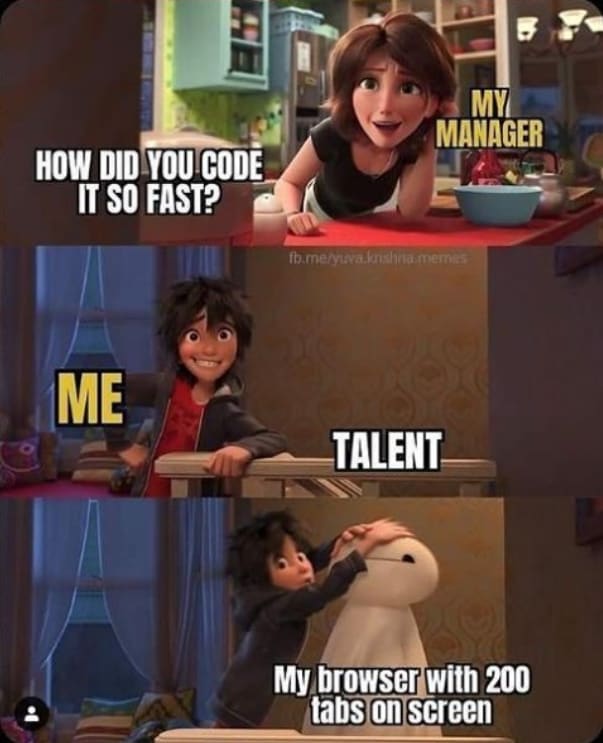 MY
MANAGER
HOW DID YOU CODE
IT SO FAST?
fb.me/yuva.krishna.memes
ME
TALENT
My browser with 200
tabs on screen